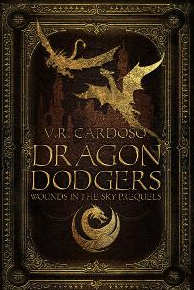 V.R. CARDOSO
DRAGON
DODGERS
WOUNDS IN THE SKY PREQUELS